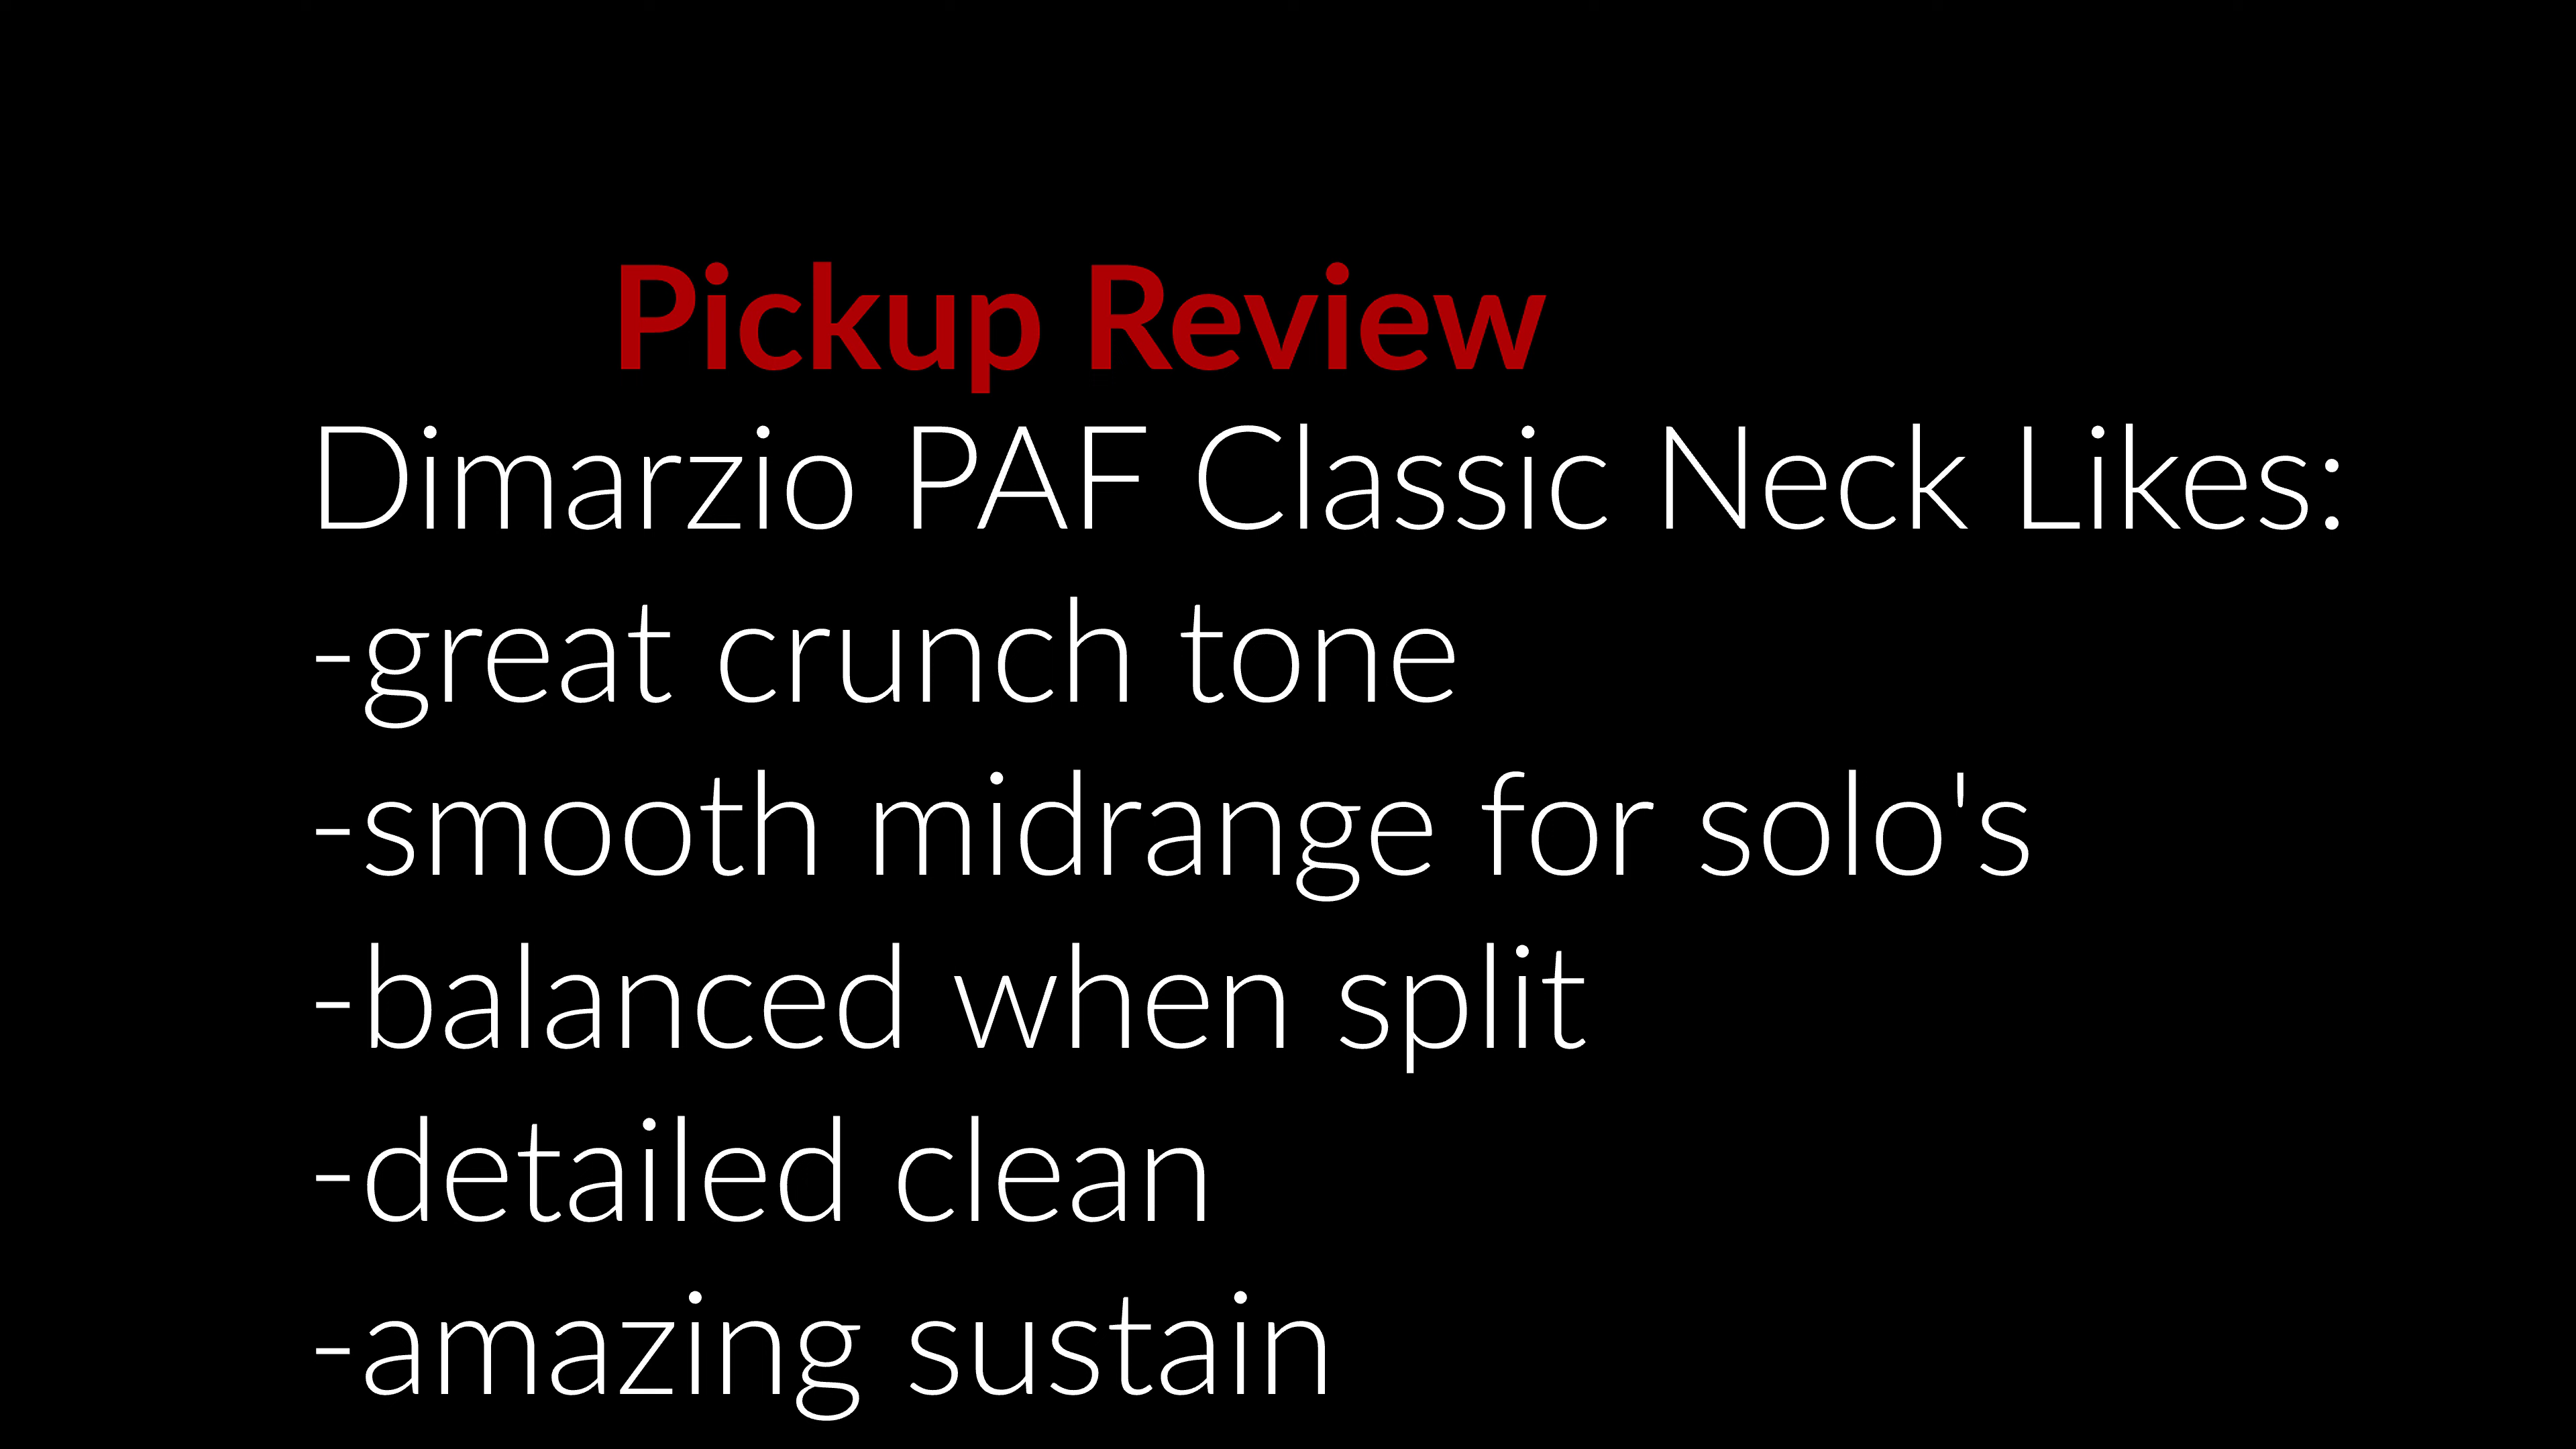 Pickup Review
Dimarzio PAF Classic Neck Likes:
-great crunch tone
-smooth midrange for solo's
-balanced when split
-detailed clean
-amazing sustain